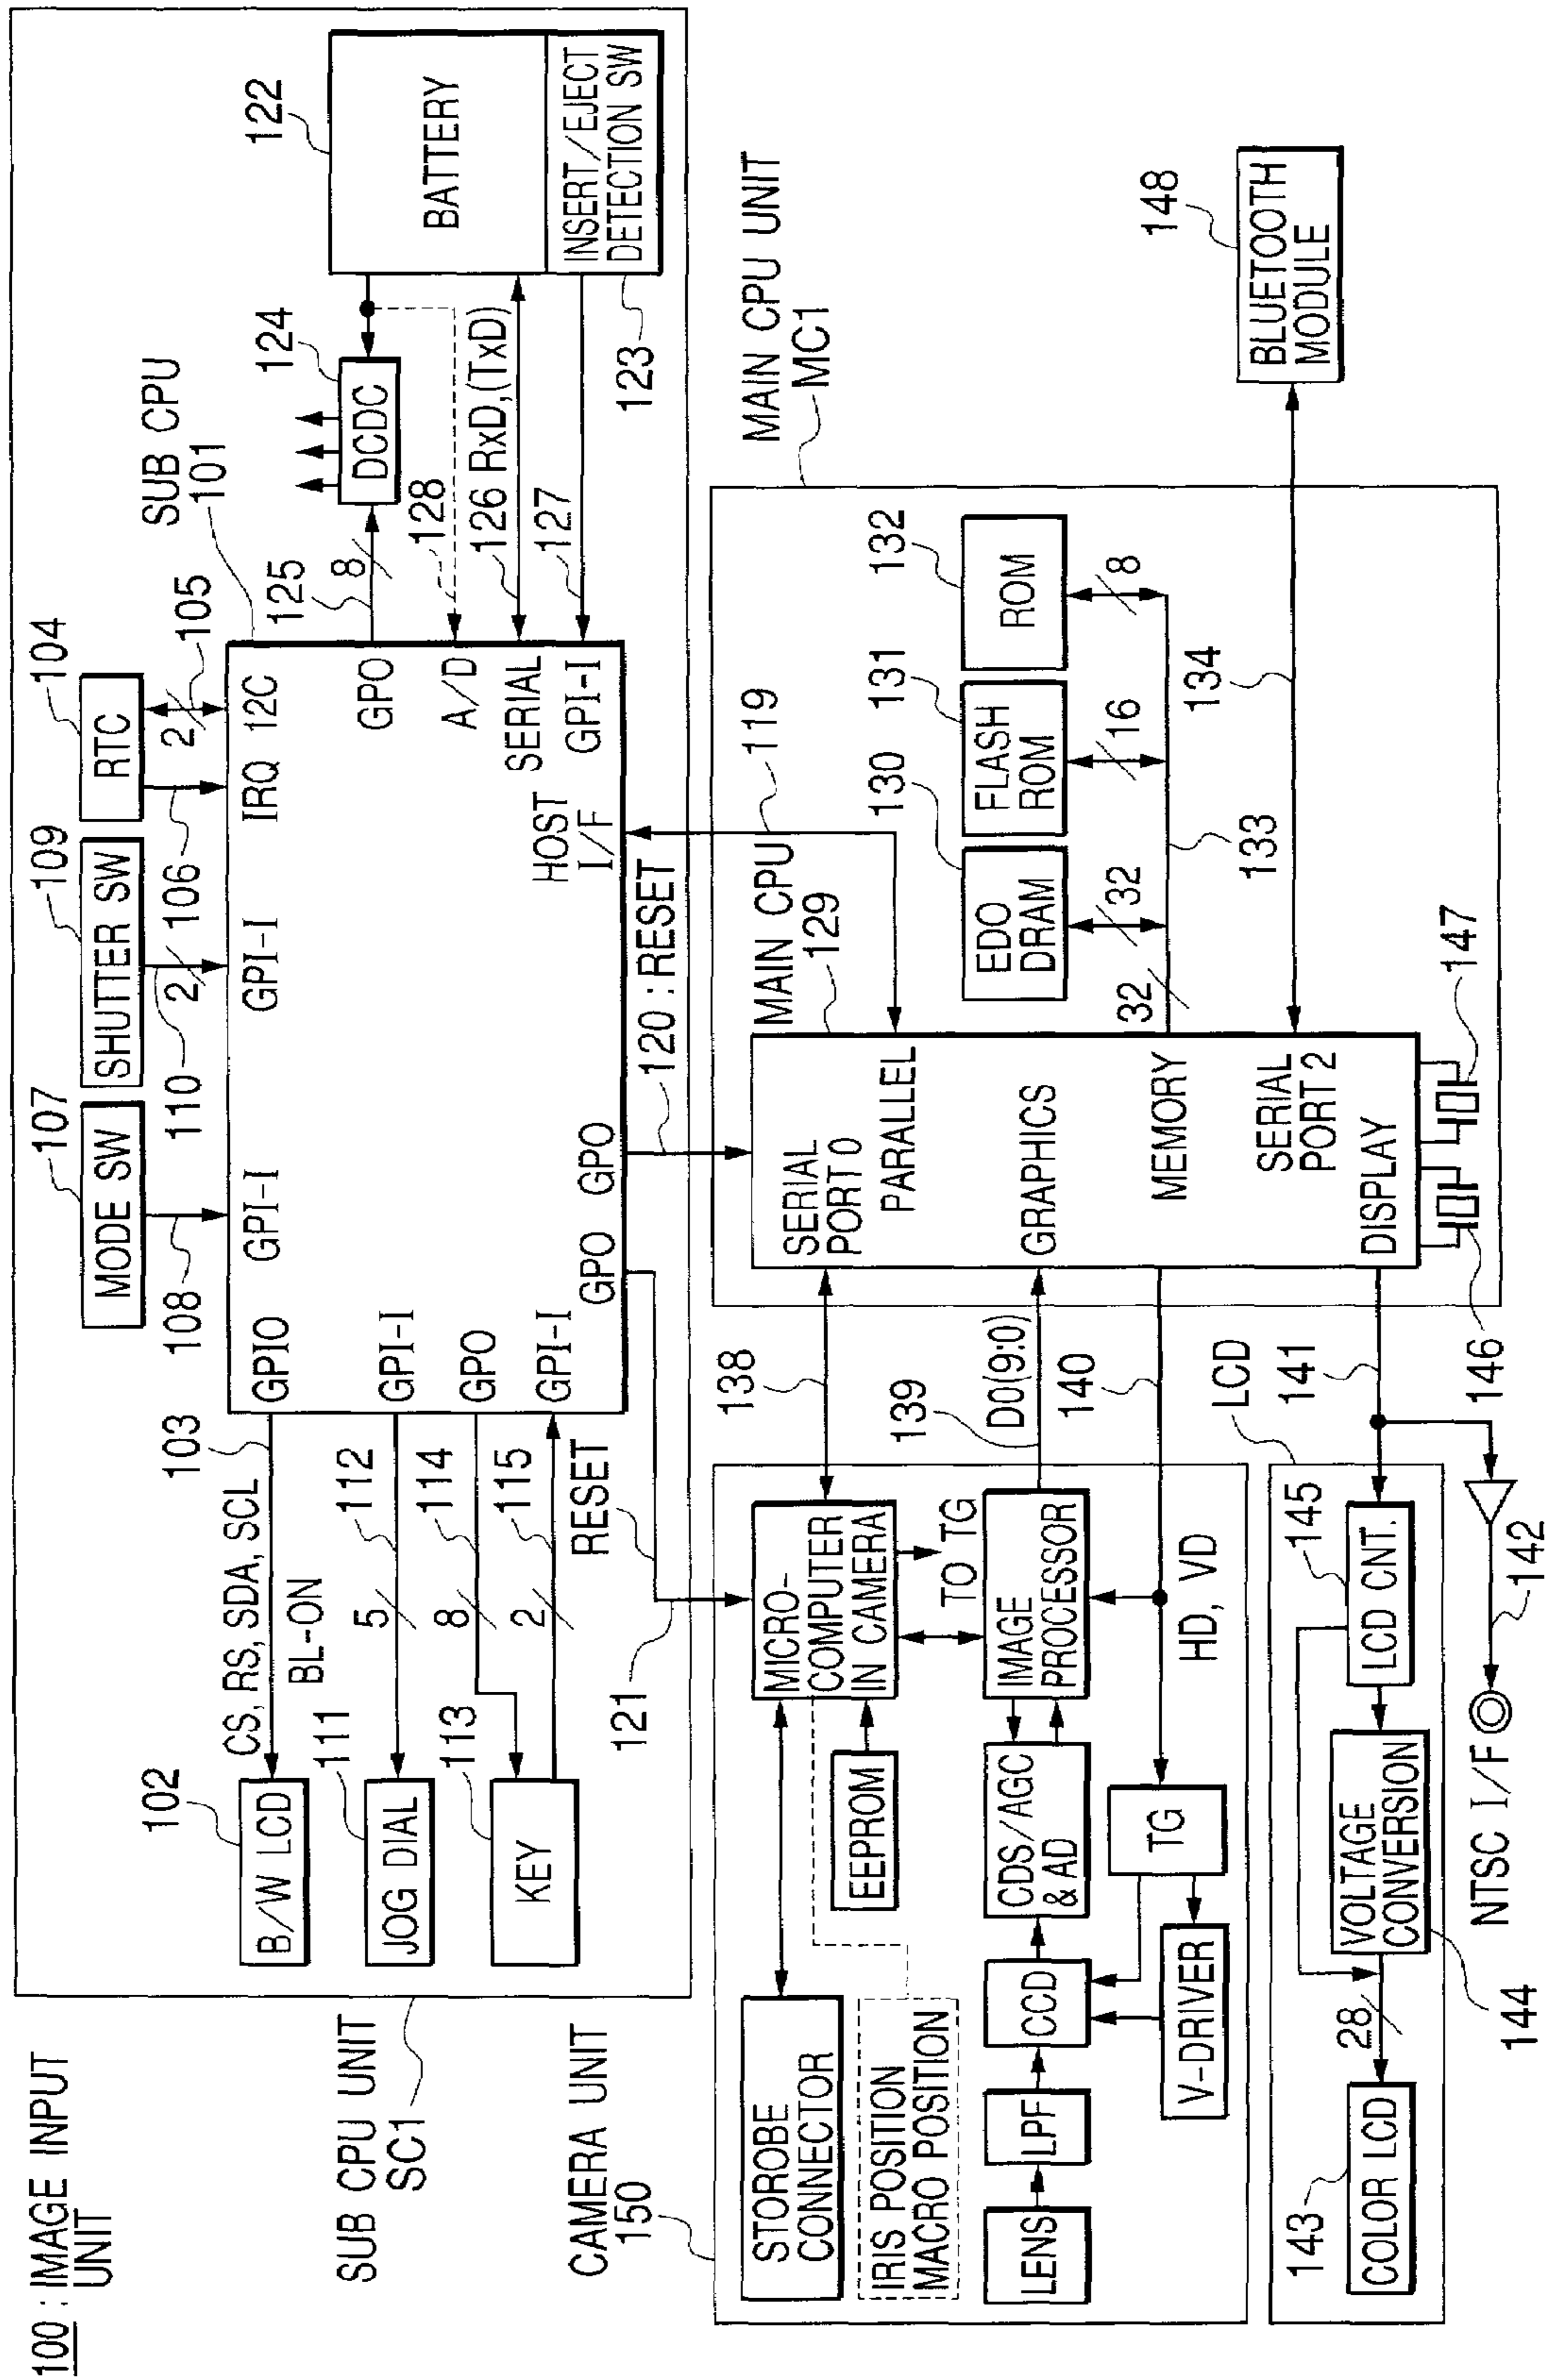 100 : IMAGE INPUT
UNIT
SUB CPU UNIT
SC1
102
B/W LCD
CS, RS, SDA, SCL
BL-ON
103
111
JOG DIAL
5
112
113
KEY
8
114
2
115
RESET
121
107
MODE SW
108
109
SHUTTER SW
110
2
104
RTC
106
2
105
SUB CPU
101
GPIO
GPI-I
GPI-I
IRQ
12C
GPI-I
GPO
GPI-I
GPO
GPO
HOST
I/F
GPO
A/D
SERIAL
GPI-I
125
8
124
DCDC
122
BATTERY
INSERT/EJECT
DETECTION SW
123
128
126 RxD,(TxD)
127
120 : RESET
119
CAMERA UNIT
150
STOROBE
CONNECTOR
IRIS POSITION
MACRO POSITION
EEPROM
MICRO-
COMPUTER
IN CAMERA
TO TG
LENS
LPF
CCD
CDS/AGC
& AD
IMAGE
PROCESSOR
V-DRIVER
TG
HD, VD
138
139
D0(9:0)
140
MAIN CPU UNIT
MC1
MAIN CPU
129
SERIAL
PORT 0
PARALLEL
GRAPHICS
MEMORY
SERIAL
PORT 2
DISPLAY
130
EDO
DRAM
131
FLASH
ROM
132
ROM
32
32
16
8
133
134
148
BLUETOOTH
MODULE
146
147
LCD
141
145
LCD CNT.
VOLTAGE
CONVERSION
144
28
143
COLOR LCD
NTSC I/F
142